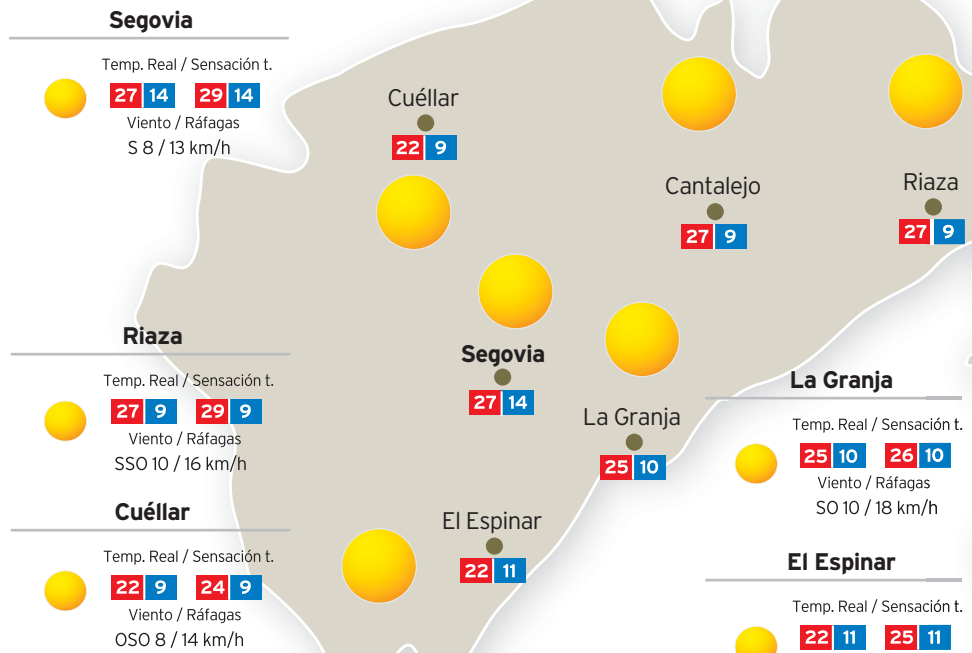 Segovia
Temp. Real / Sensación t.
27 14 29 14
Viento / Ráfagas
S 8 / 13 km/h
Cuéllar
22 9
Cantalejo
27 9
Riaza
27 9
Riaza
Temp. Real / Sensación t.
27 9 29 9
Viento / Ráfagas
SSO 10 / 16 km/h
Segovia
27 14
La Granja
25 10
La Granja
Temp. Real / Sensación t.
25 10 26 10
Viento / Ráfagas
SO 10 / 18 km/h
Cuéllar
Temp. Real / Sensación t.
22 9 24 9
Viento / Ráfagas
OSO 8 / 14 km/h
El Espinar
22 11
El Espinar
Temp. Real / Sensación t.
22 11 25 11